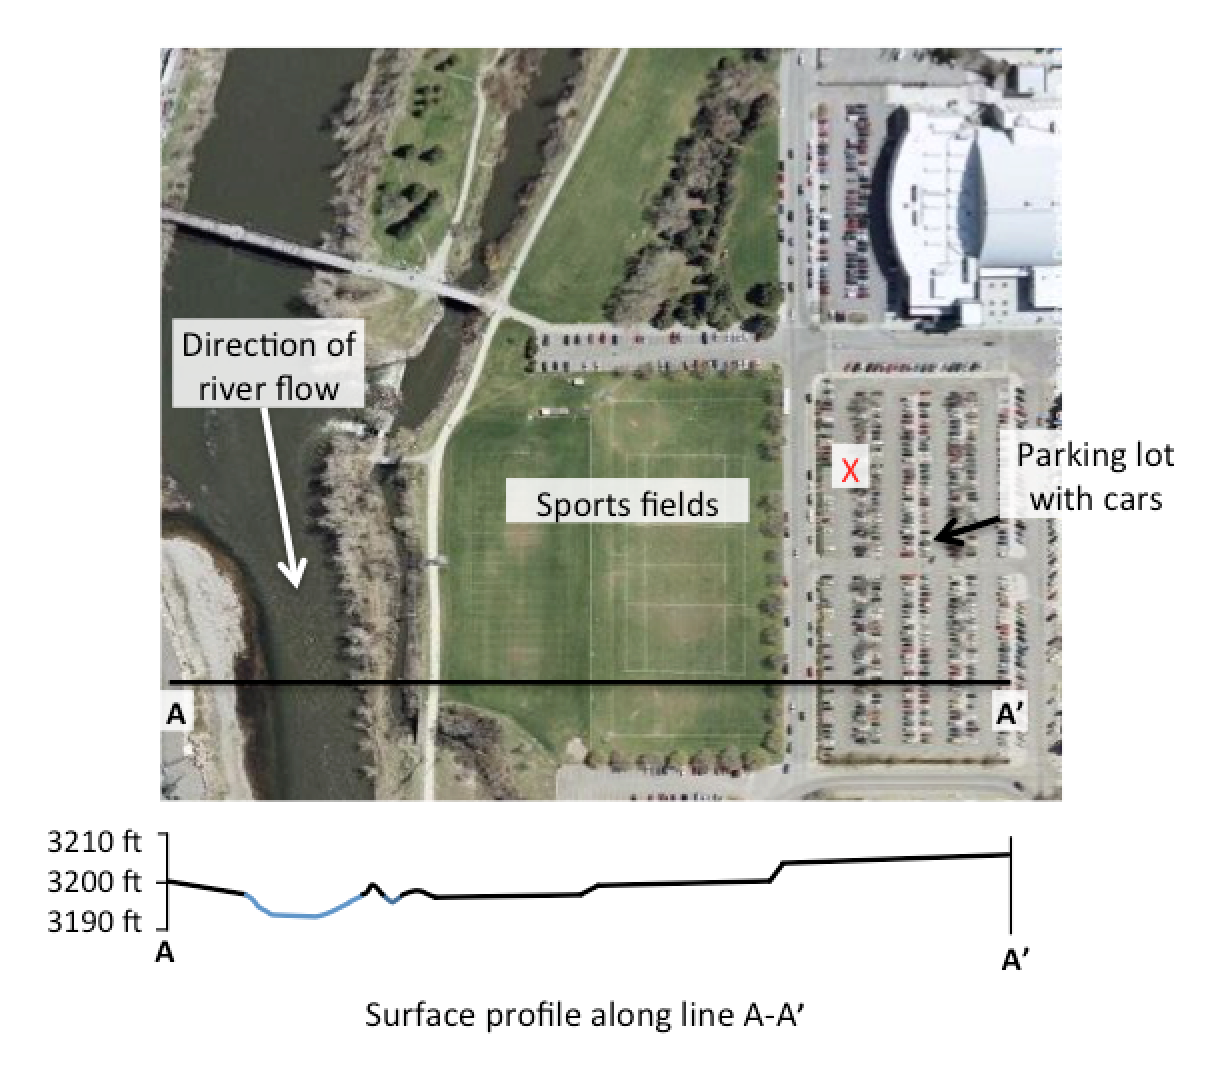 Direction of
river flow
Sports fields
X
Parking lot
with cars
A
A’
3210 ft
3200 ft
3190 ft
A
A’
Surface profile along line A-A’